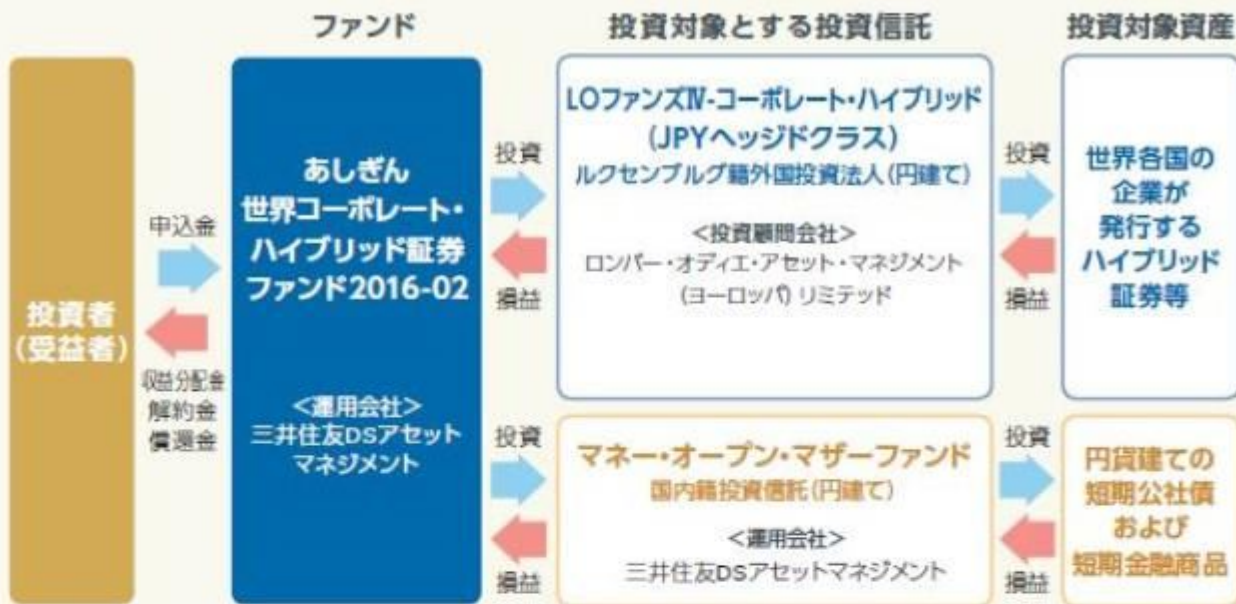 ファンド
投資対象とする投資信託
投資対象資産
投資者
(受益者)
申込金
収益分配金
解約金
償還金
あしぎん
世界コーポレート・
ハイブリッド証券
ファンド2016-02
<運用会社>
三井住友DSアセット
マネジメント
投資
損益
LOファンズⅣ-コーポレート・ハイブリッド
(JPYヘッジドクラス)
ルクセンブルグ籍外国投資法人(円建て)
<投資顧問会社>
ロンバー・オディエ・アセット・マネジメント
(ヨーロッパ) リミテッド
投資
損益
世界各国の
企業が
発行する
ハイブリッド
証券等
投資
損益
マネー・オープン・マザーファンド
国内籍投資信託(円建て)
<運用会社>
三井住友DSアセットマネジメント
投資
損益
円貨建ての
短期公社債
および
短期金融商品